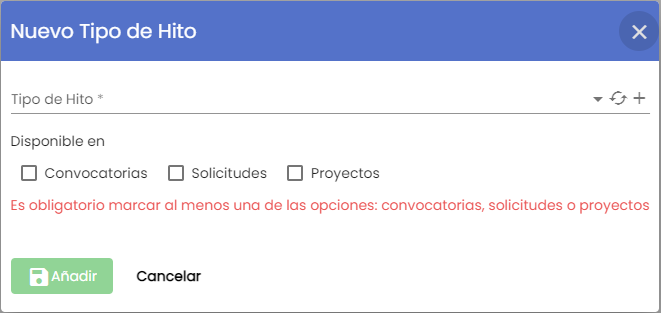 Nuevo Tipo de Hito
Tipo de Hito *
Disponible en
Convocatorias Solicitudes Proyectos
Es obligatorio marcar al menos una de las opciones: convocatorias, solicitudes o proyectos
Añadir Cancelar